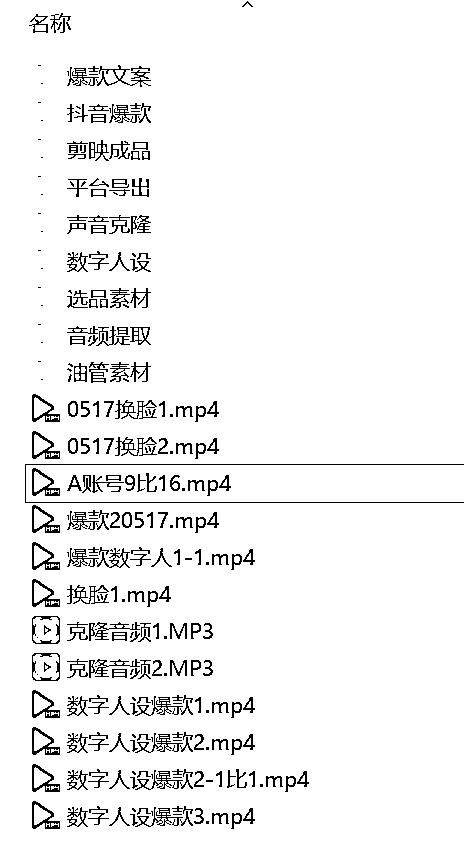 名称
爆款文案
抖音爆款
剪映成品
平台导出
声音克隆
数字人设
选品素材
音频提取
油管素材
0517换脸1.mp4
0517换脸2.mp4
A账号9比16.mp4
爆款20517.mp4
爆款数字人1-1.mp4
换脸1.mp4
克隆音频1.MP3
克隆音频2.MP3
数字人设爆款1.mp4
数字人设爆款2.mp4
数字人设爆款2-1比1.mp4
数字人设爆款3.mp4